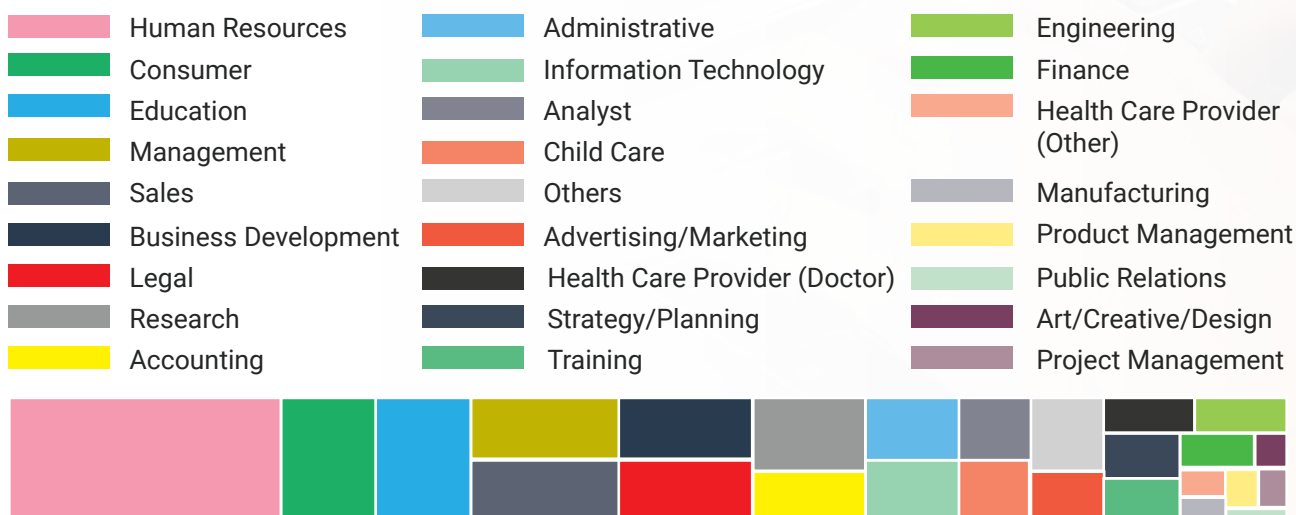 Human Resources
Consumer
Education
Management
Sales
Business Development
Legal
Research
Accounting
Administrative
Information Technology
Analyst
Child Care
Others
Advertising/Marketing
Health Care Provider (Doctor)
Strategy/Planning
Training
Engineering
Finance
Health Care Provider
(Other)
Manufacturing
Product Management
Public Relations
Art/Creative/Design
Project Management